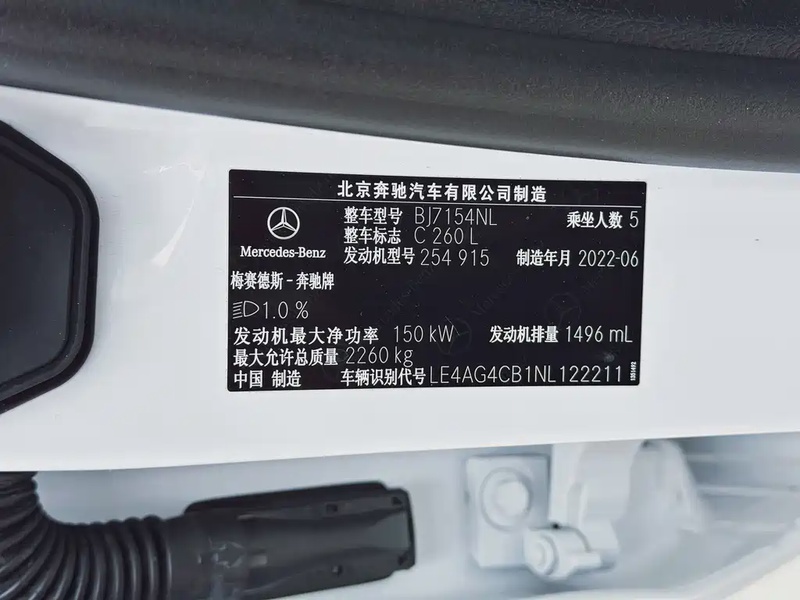 北京奔驰汽车有限公司制造
整车型号 BJ7154NL 乘坐人数 5
整车标志 C 260 L
Mercedes-Benz
发动机型号 254 915 制造年月 2022-06
梅赛德斯-奔驰牌
1.0 %
发动机最大净功率 150 kW 发动机排量 1496 mL
最大允许总质量 2260 kg
中国 制造 车辆识别代号 LE4AG4CB1NL122211